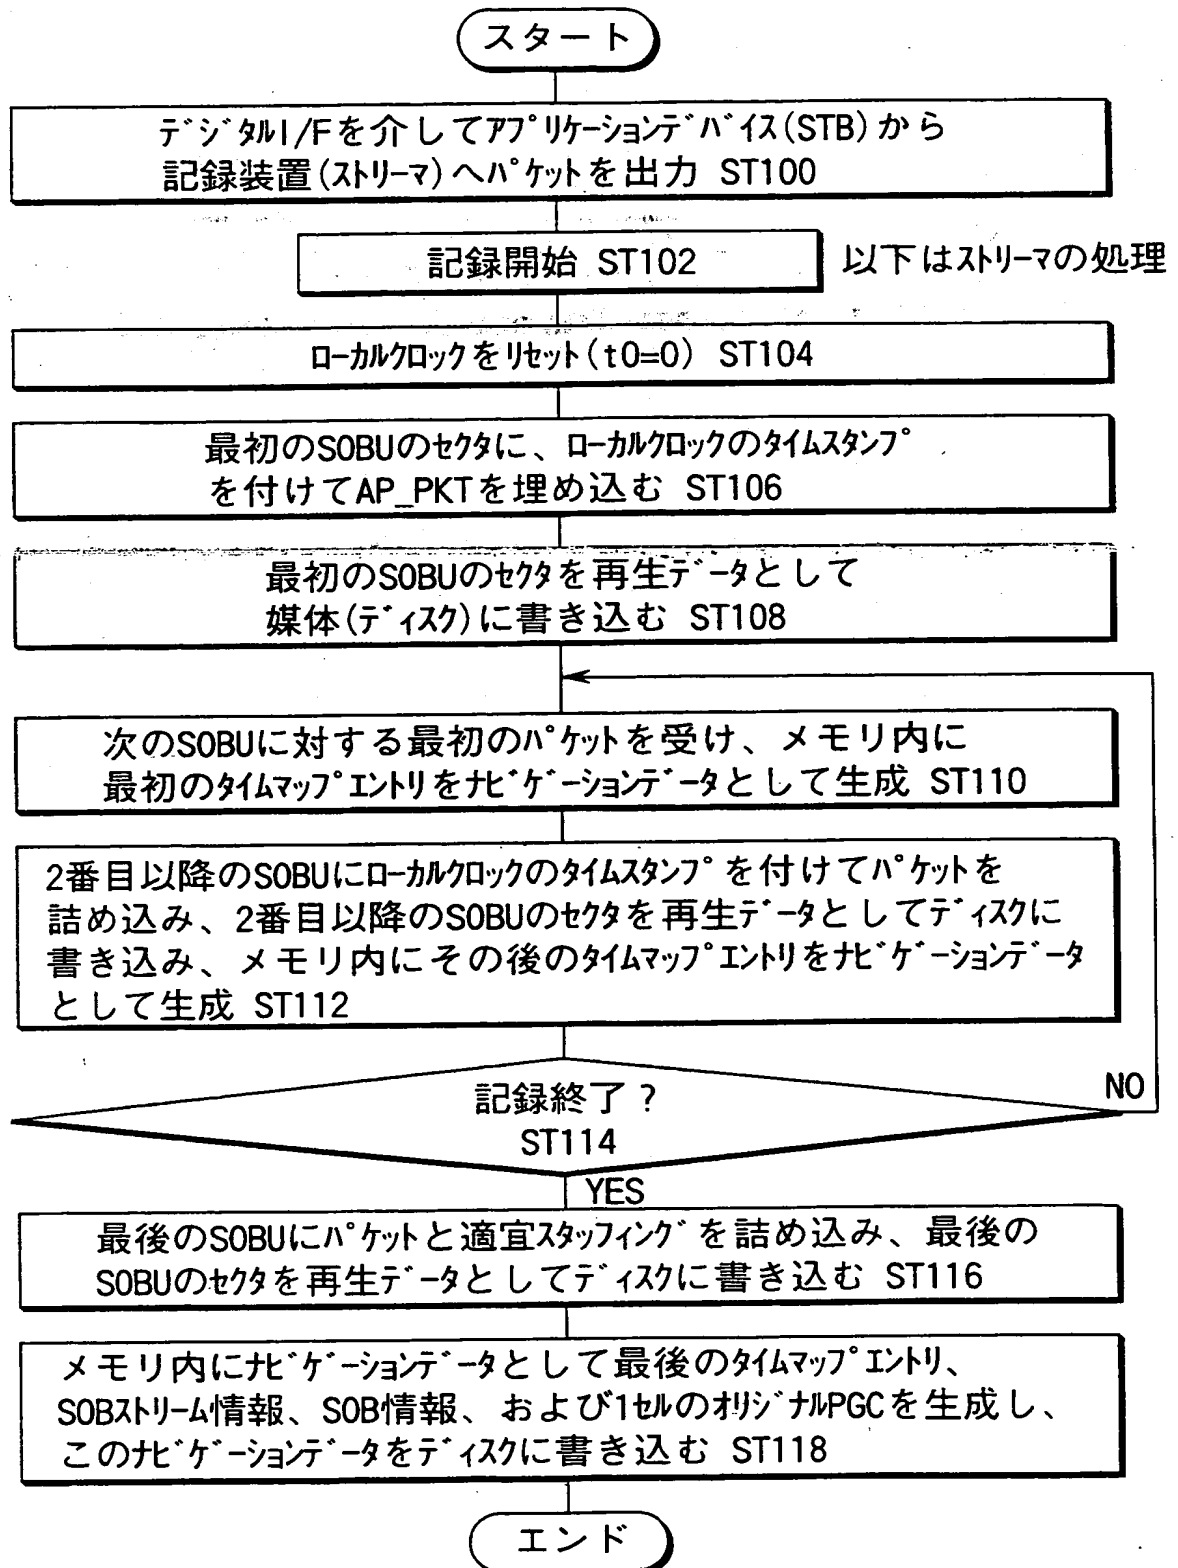 スタート
デジタルI/Fを介してアプリケーションデバイス(STB)から
記録装置(ストリーマ)へパケットを出力 ST100
記録開始 ST102
以下はストリーマの処理
ローカルクロックをリセット(t0=0) ST104
最初のSOBUのセクタに、ローカルクロックのタイムスタンプ
を付けてAP_PKTを埋め込む ST106
最初のSOBUのセクタを再生データとして
媒体(ディスク)に書き込む ST108
次のSOBUに対する最初のパケットを受け、メモリ内に
最初のタイムマップエントリをナビゲーションデータとして生成 ST110
2番目以降のSOBUにローカルクロックのタイムスタンプを付けてパケットを
詰め込み、2番目以降のSOBUのセクタを再生データとしてディスクに
書き込み、メモリ内にその後のタイムマップエントリをナビゲーションデータ
として生成 ST112
記録終了?
ST114
NO
YES
最後のSOBUにパケットと適宜スタッフィングを詰め込み、最後の
SOBUのセクタを再生データとしてディスクに書き込む ST116
メモリ内にナビゲーションデータとして最後のタイムマップエントリ、
SOBストリーム情報、SOB情報、および1セルのオリジナルPGCを生成し、
このナビゲーションデータをディスクに書き込む ST118
エンド